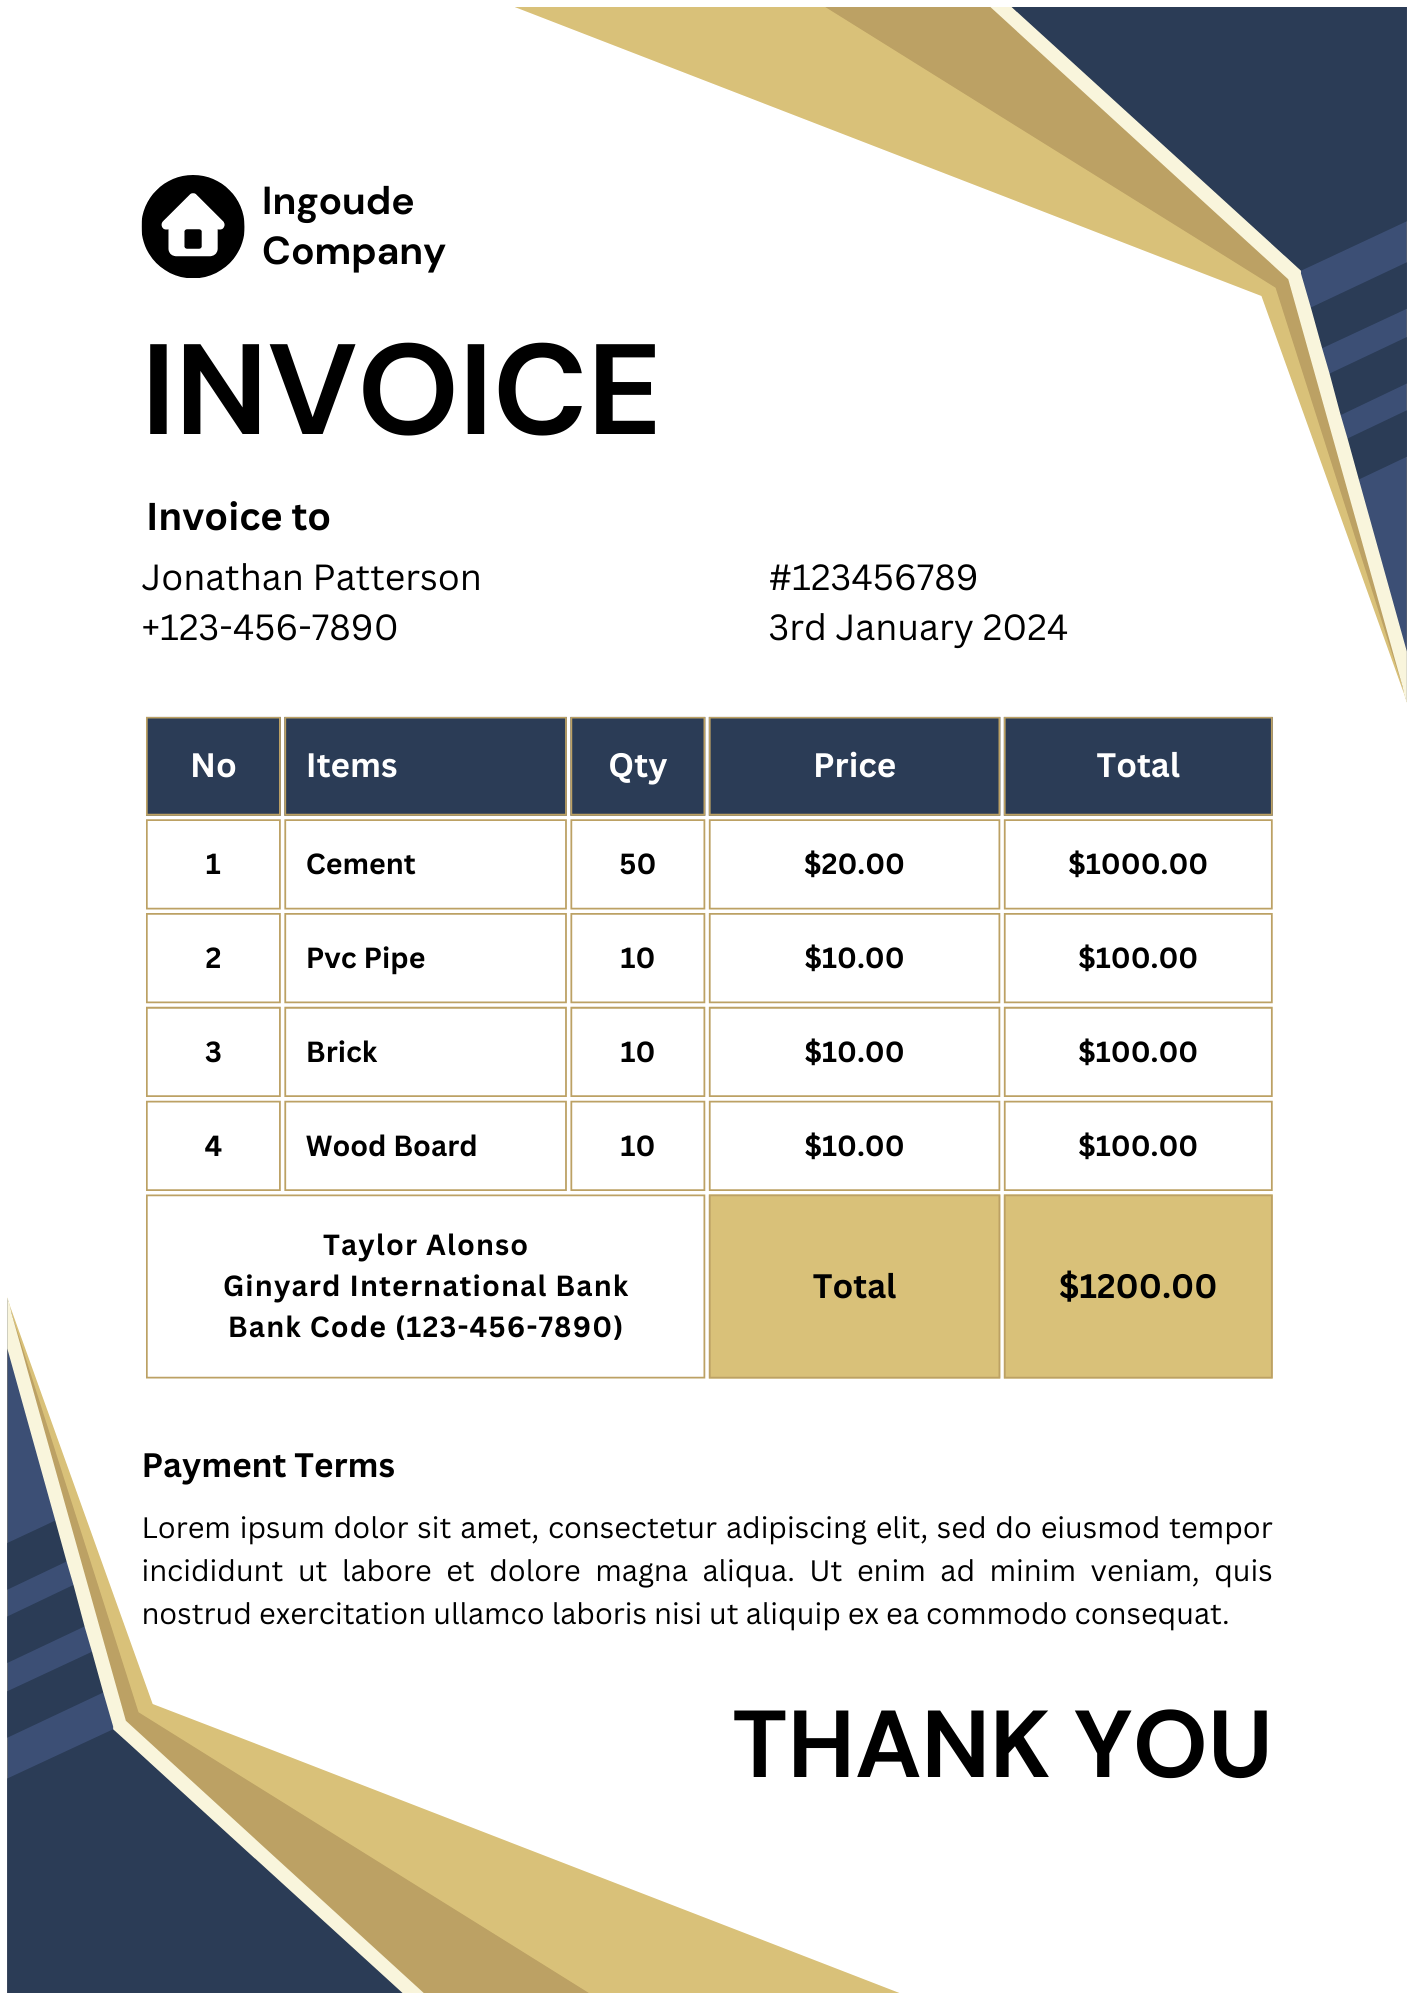 Ingoude
Company
INVOICE
Invoice to
Jonathan Patterson
+123-456-7890
#123456789
3rd January 2024
No Items Qty Price Total
1 Cement 50 $20.00 $1000.00
2 Pvc Pipe 10 $10.00 $100.00
3 Brick 10 $10.00 $100.00
4 Wood Board 10 $10.00 $100.00
Taylor Alonso
Ginyard International Bank
Bank Code (123-456-7890)
Total $1200.00
Payment Terms
Lorem ipsum dolor sit amet, consectetur adipiscing elit, sed do eiusmod tempor
incididunt ut labore et dolore magna aliqua. Ut enim ad minim veniam, quis
nostrud exercitation ullamco laboris nisi ut aliquip ex ea commodo consequat.
THANK YOU